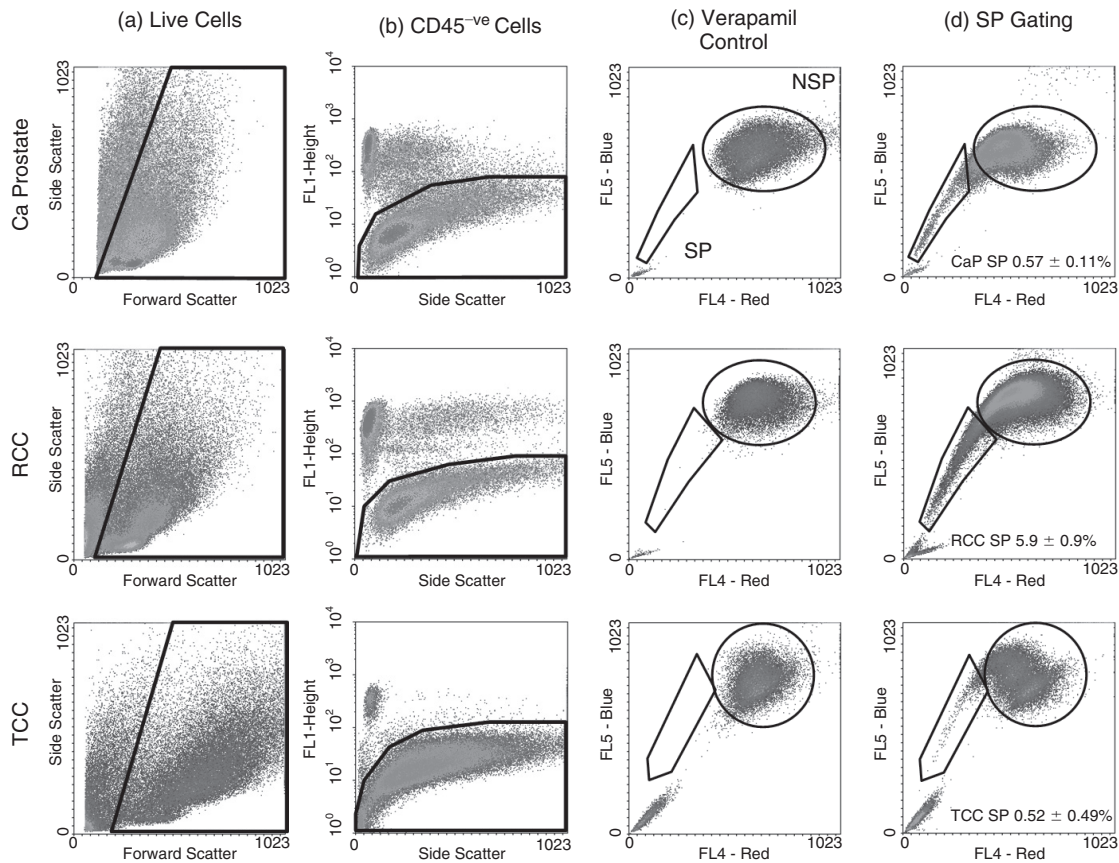 (a) Live Cells
(b) CD45⁻ᵛᵉ Cells
(c) Verapamil
Control
(d) SP Gating
Ca Prostate
1023
Side Scatter
0
0
Forward Scatter
1023
10⁴
10³
10²
10¹
10⁰
FL1-Height
Side Scatter
1023
FL5 - Blue
0
NSP
SP
0
1023
FL4 - Red
1023
FL5 - Blue
0
CaP SP 0.57 ± 0.11%
0
1023
FL4 - Red
RCC
1023
Side Scatter
0
0
Forward Scatter
1023
10⁴
10³
10²
10¹
10⁰
FL1-Height
Side Scatter
1023
FL5 - Blue
0
0
1023
FL4 - Red
1023
FL5 - Blue
0
RCC SP 5.9 ± 0.9%
0
1023
FL4 - Red
TCC
1023
Side Scatter
0
0
Forward Scatter
1023
10⁴
10³
10²
10¹
10⁰
FL1-Height
Side Scatter
1023
FL5 - Blue
0
0
1023
FL4 - Red
1023
FL5 - Blue
0
TCC SP 0.52 ± 0.49%
0
1023
FL4 - Red